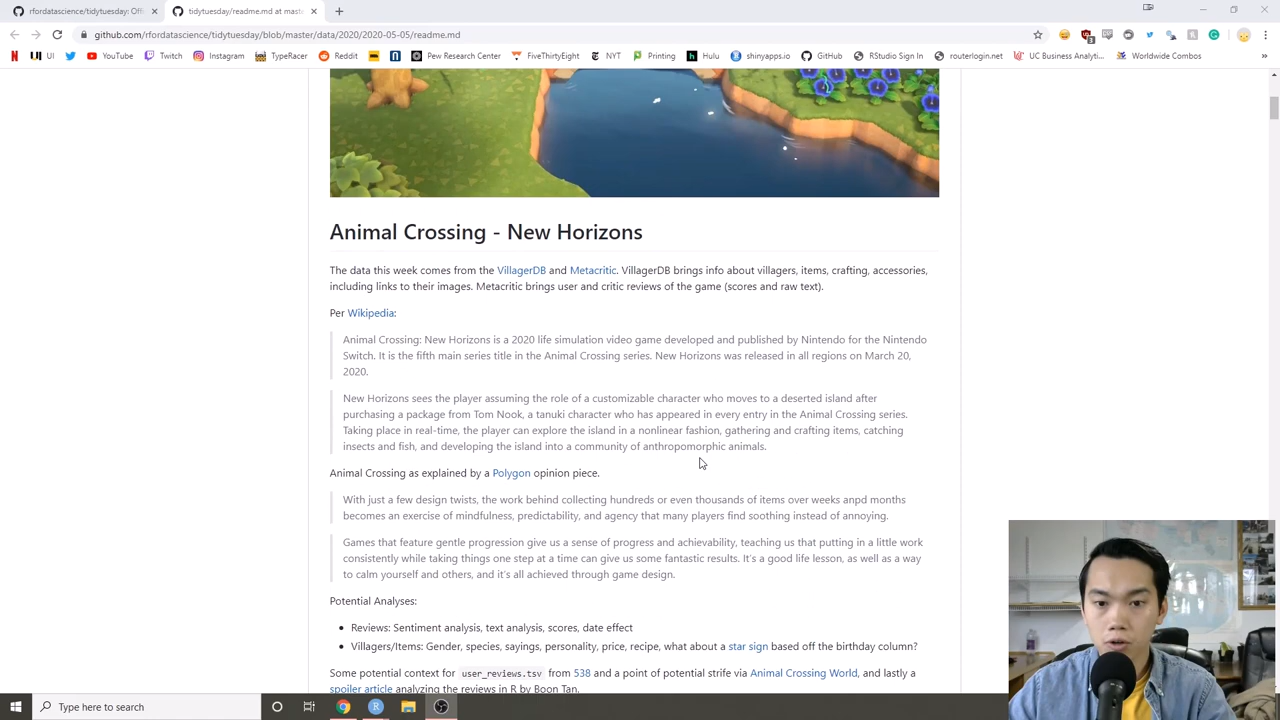 rfordatascience/tidytuesday: Offi
tidytuesday/readme.md at maste
github.com/rfordatascience/tidytuesday/blob/master/data/2020/2020-05-05/readme.md
UI
YouTube
Twitch
Instagram
TypeRacer
Reddit
Pew Research Center
FiveThirtyEight
NYT
Printing
Hulu
shinyapps.io
GitHub
RStudio Sign In
routerlogin.net
UC Business Analyti...
Worldwide Combos
Animal Crossing - New Horizons
The data this week comes from the VillagerDB and Metacritic. VillagerDB brings info about villagers, items, crafting, accessories,
including links to their images. Metacritic brings user and critic reviews of the game (scores and raw text).
Per Wikipedia:
Animal Crossing: New Horizons is a 2020 life simulation video game developed and published by Nintendo for the Nintendo
Switch. It is the fifth main series title in the Animal Crossing series. New Horizons was released in all regions on March 20,
2020.
New Horizons sees the player assuming the role of a customizable character who moves to a deserted island after
purchasing a package from Tom Nook, a tanuki character who has appeared in every entry in the Animal Crossing series.
Taking place in real-time, the player can explore the island in a nonlinear fashion, gathering and crafting items, catching
insects and fish, and developing the island into a community of anthropomorphic animals.
Animal Crossing as explained by a Polygon opinion piece.
With just a few design twists, the work behind collecting hundreds or even thousands of items over weeks anpd months
becomes an exercise of mindfulness, predictability, and agency that many players find soothing instead of annoying.
Games that feature gentle progression give us a sense of progress and achievability, teaching us that putting in a little work
consistently while taking things one step at a time can give us some fantastic results. It's a good life lesson, as well as a way
to calm yourself and others, and it's all achieved through game design.
Potential Analyses:
• Reviews: Sentiment analysis, text analysis, scores, date effect
• Villagers/Items: Gender, species, sayings, personality, price, recipe, what about a star sign based off the birthday column?
Some potential context for user_reviews.tsv from 538 and a point of potential strife via Animal Crossing World, and lastly a
spoiler article analyzing the reviews in R by Boon Tan.
Type here to search